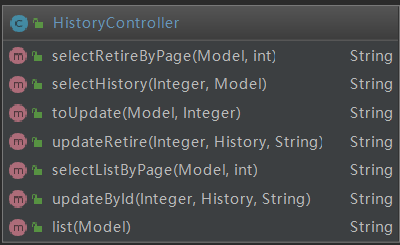 HistoryController
selectRetireByPage(Model, int) String
selectHistory(Integer, Model) String
toUpdate(Model, Integer) String
updateRetire(Integer, History, String) String
selectListByPage(Model, int) String
updateById(Integer, History, String) String
list(Model) String